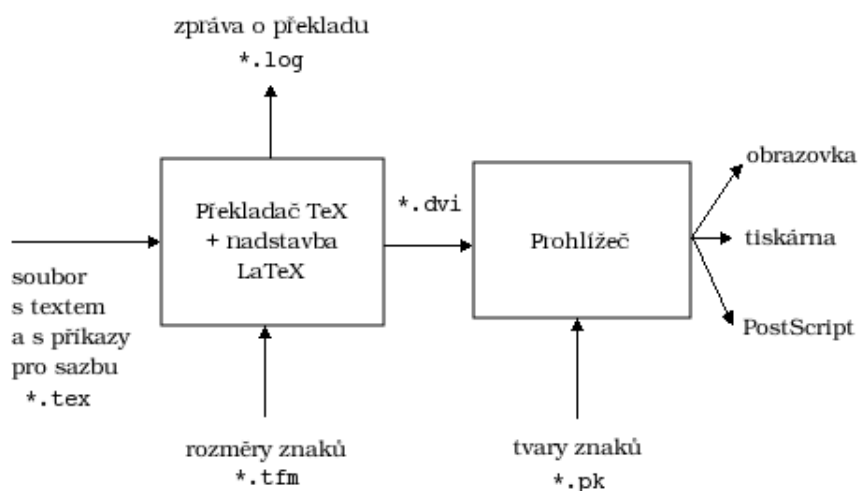 zpráva o překladu
*.log
Překladač TeX
+ nadstavba
LaTeX
*.dvi
Prohlížeč
obrazovka
tiskárna
PostScript
soubor
s textem
a s příkazy
pro sazbu
*.tex
rozměry znaků
*.tfm
tvary znaků
*.pk